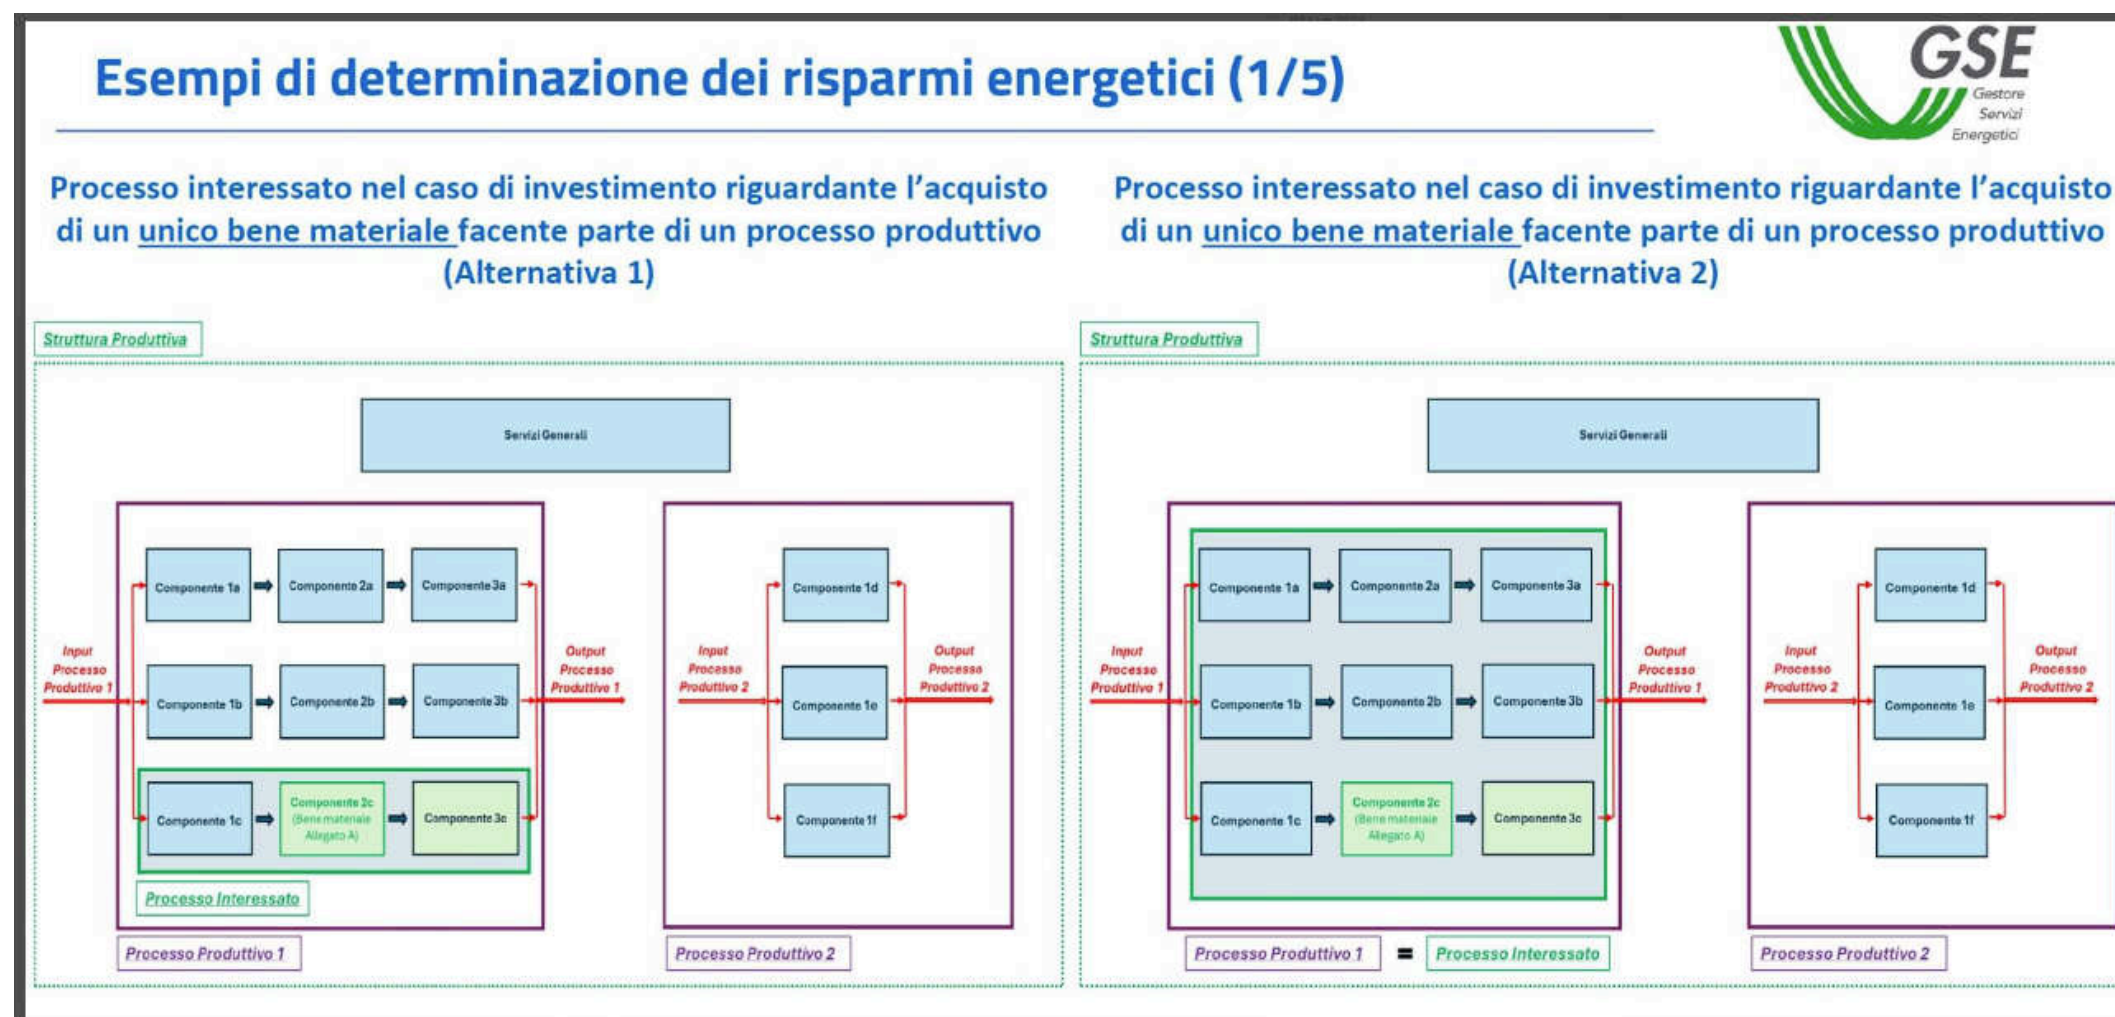 Esempi di determinazione dei risparmi energetici (1/5)
GSE
Gestore
Servizi
Energetici
Processo interessato nel caso di investimento riguardante l'acquisto
di un unico bene materiale facente parte di un processo produttivo
(Alternativa 1)
Struttura Produttiva
Servizi Generali
Componente 1a
Componente 2a
Componente 3a
Input
Processo
Produttivo 1
Componente 1b
Componente 2b
Componente 3b
Output
Processo
Produttivo 1
Componente 1c
Componente 2c
(Bene materiale
Allegato A)
Componente 3c
Processo Interessato
Processo Produttivo 1
Input
Processo
Produttivo 2
Componente 1d
Componente 1e
Componente 1f
Output
Processo
Produttivo 2
Processo Produttivo 2
Processo interessato nel caso di investimento riguardante l'acquisto
di un unico bene materiale facente parte di un processo produttivo
(Alternativa 2)
Struttura Produttiva
Servizi Generali
Componente 1a
Componente 2a
Componente 3a
Input
Processo
Produttivo 1
Componente 1b
Componente 2b
Componente 3b
Output
Processo
Produttivo 1
Componente 1c
Componente 2c
(Bene materiale
Allegato A)
Componente 3c
Processo Produttivo 1 = Processo Interessato
Input
Processo
Produttivo 2
Componente 1d
Componente 1e
Componente 1f
Output
Processo
Produttivo 2
Processo Produttivo 2